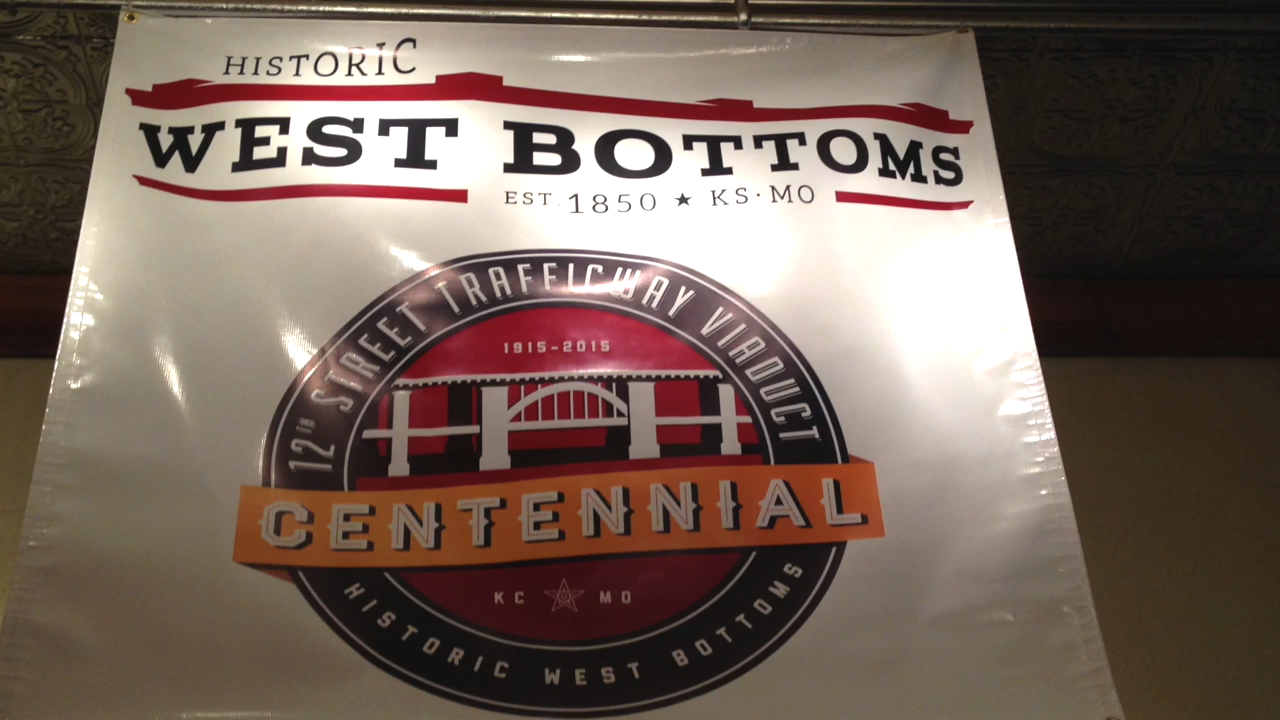 HISTORIC
WEST BOTTOMS
EST. 1850 ★ KS·MO
12TH STREET TRAFFICWAY VIADUCT
1915-2015
CENTENNIAL
KC MO
HISTORIC WEST BOTTOMS